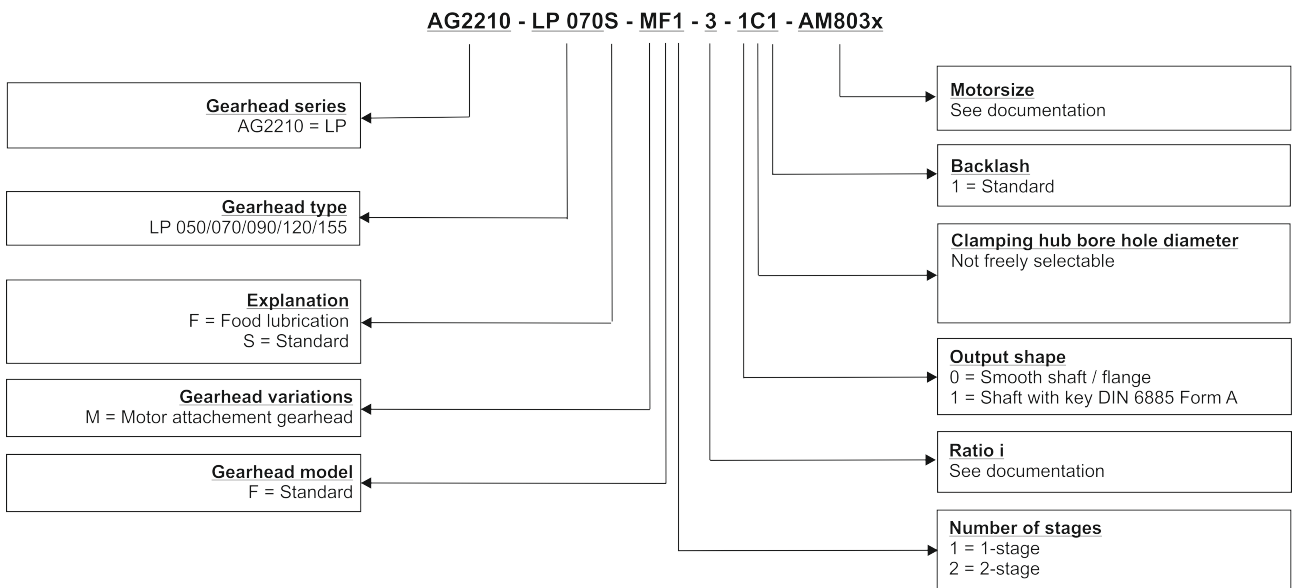 AG2210 - LP 070S - MF1 - 3 - 1C1 - AM803x
Gearhead series
AG2210 = LP
Gearhead type
LP 050/070/090/120/155
Explanation
F = Food lubrication
S = Standard
Gearhead variations
M = Motor attachement gearhead
Gearhead model
F = Standard
Motorsize
See documentation
Backlash
1 = Standard
Clamping hub bore hole diameter
Not freely selectable
Output shape
0 = Smooth shaft / flange
1 = Shaft with key DIN 6885 Form A
Ratio i
See documentation
Number of stages
1 = 1-stage
2 = 2-stage